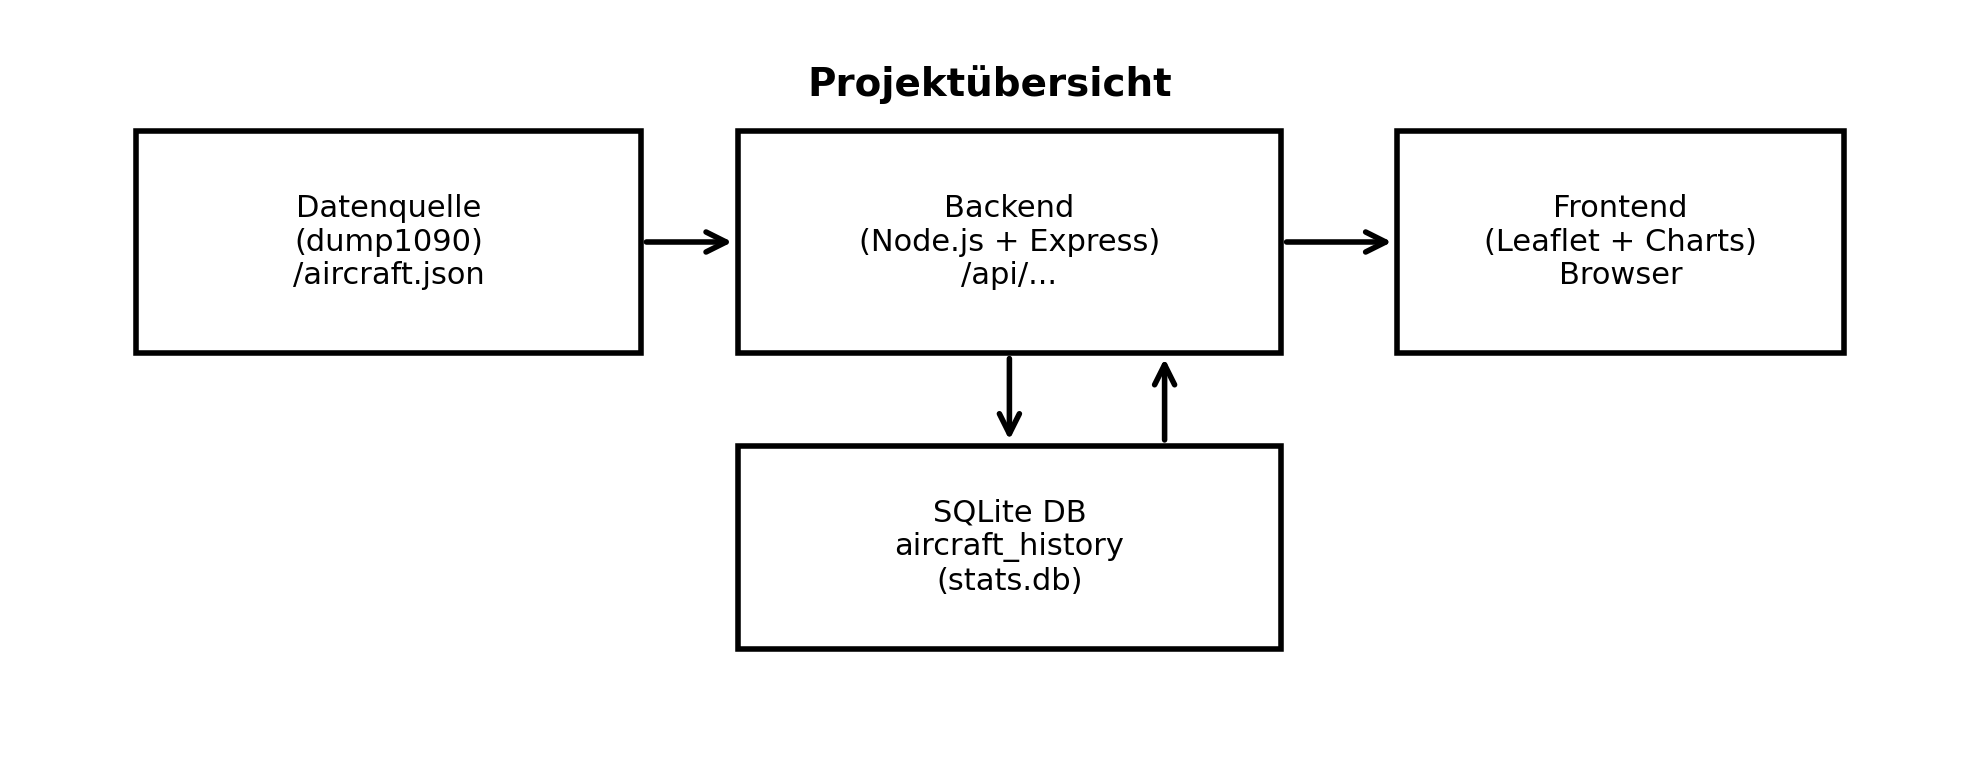 Projektübersicht
Datenquelle
(dump1090)
/aircraft.json
Backend
(Node.js + Express)
/api/...
Frontend
(Leaflet + Charts)
Browser
SQLite DB
aircraft_history
(stats.db)